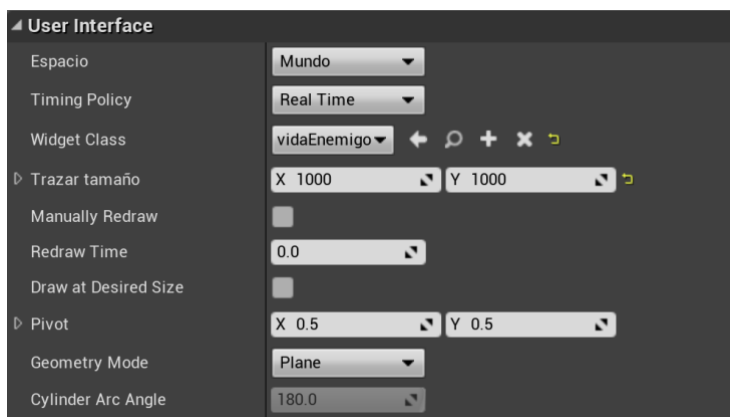 User Interface
Espacio Mundo
Timing Policy Real Time
Widget Class vidaEnemigo
Trazar tamaño X 1000 Y 1000
Manually Redraw
Redraw Time 0.0
Draw at Desired Size
Pivot X 0.5 Y 0.5
Geometry Mode Plane
Cylinder Arc Angle 180.0